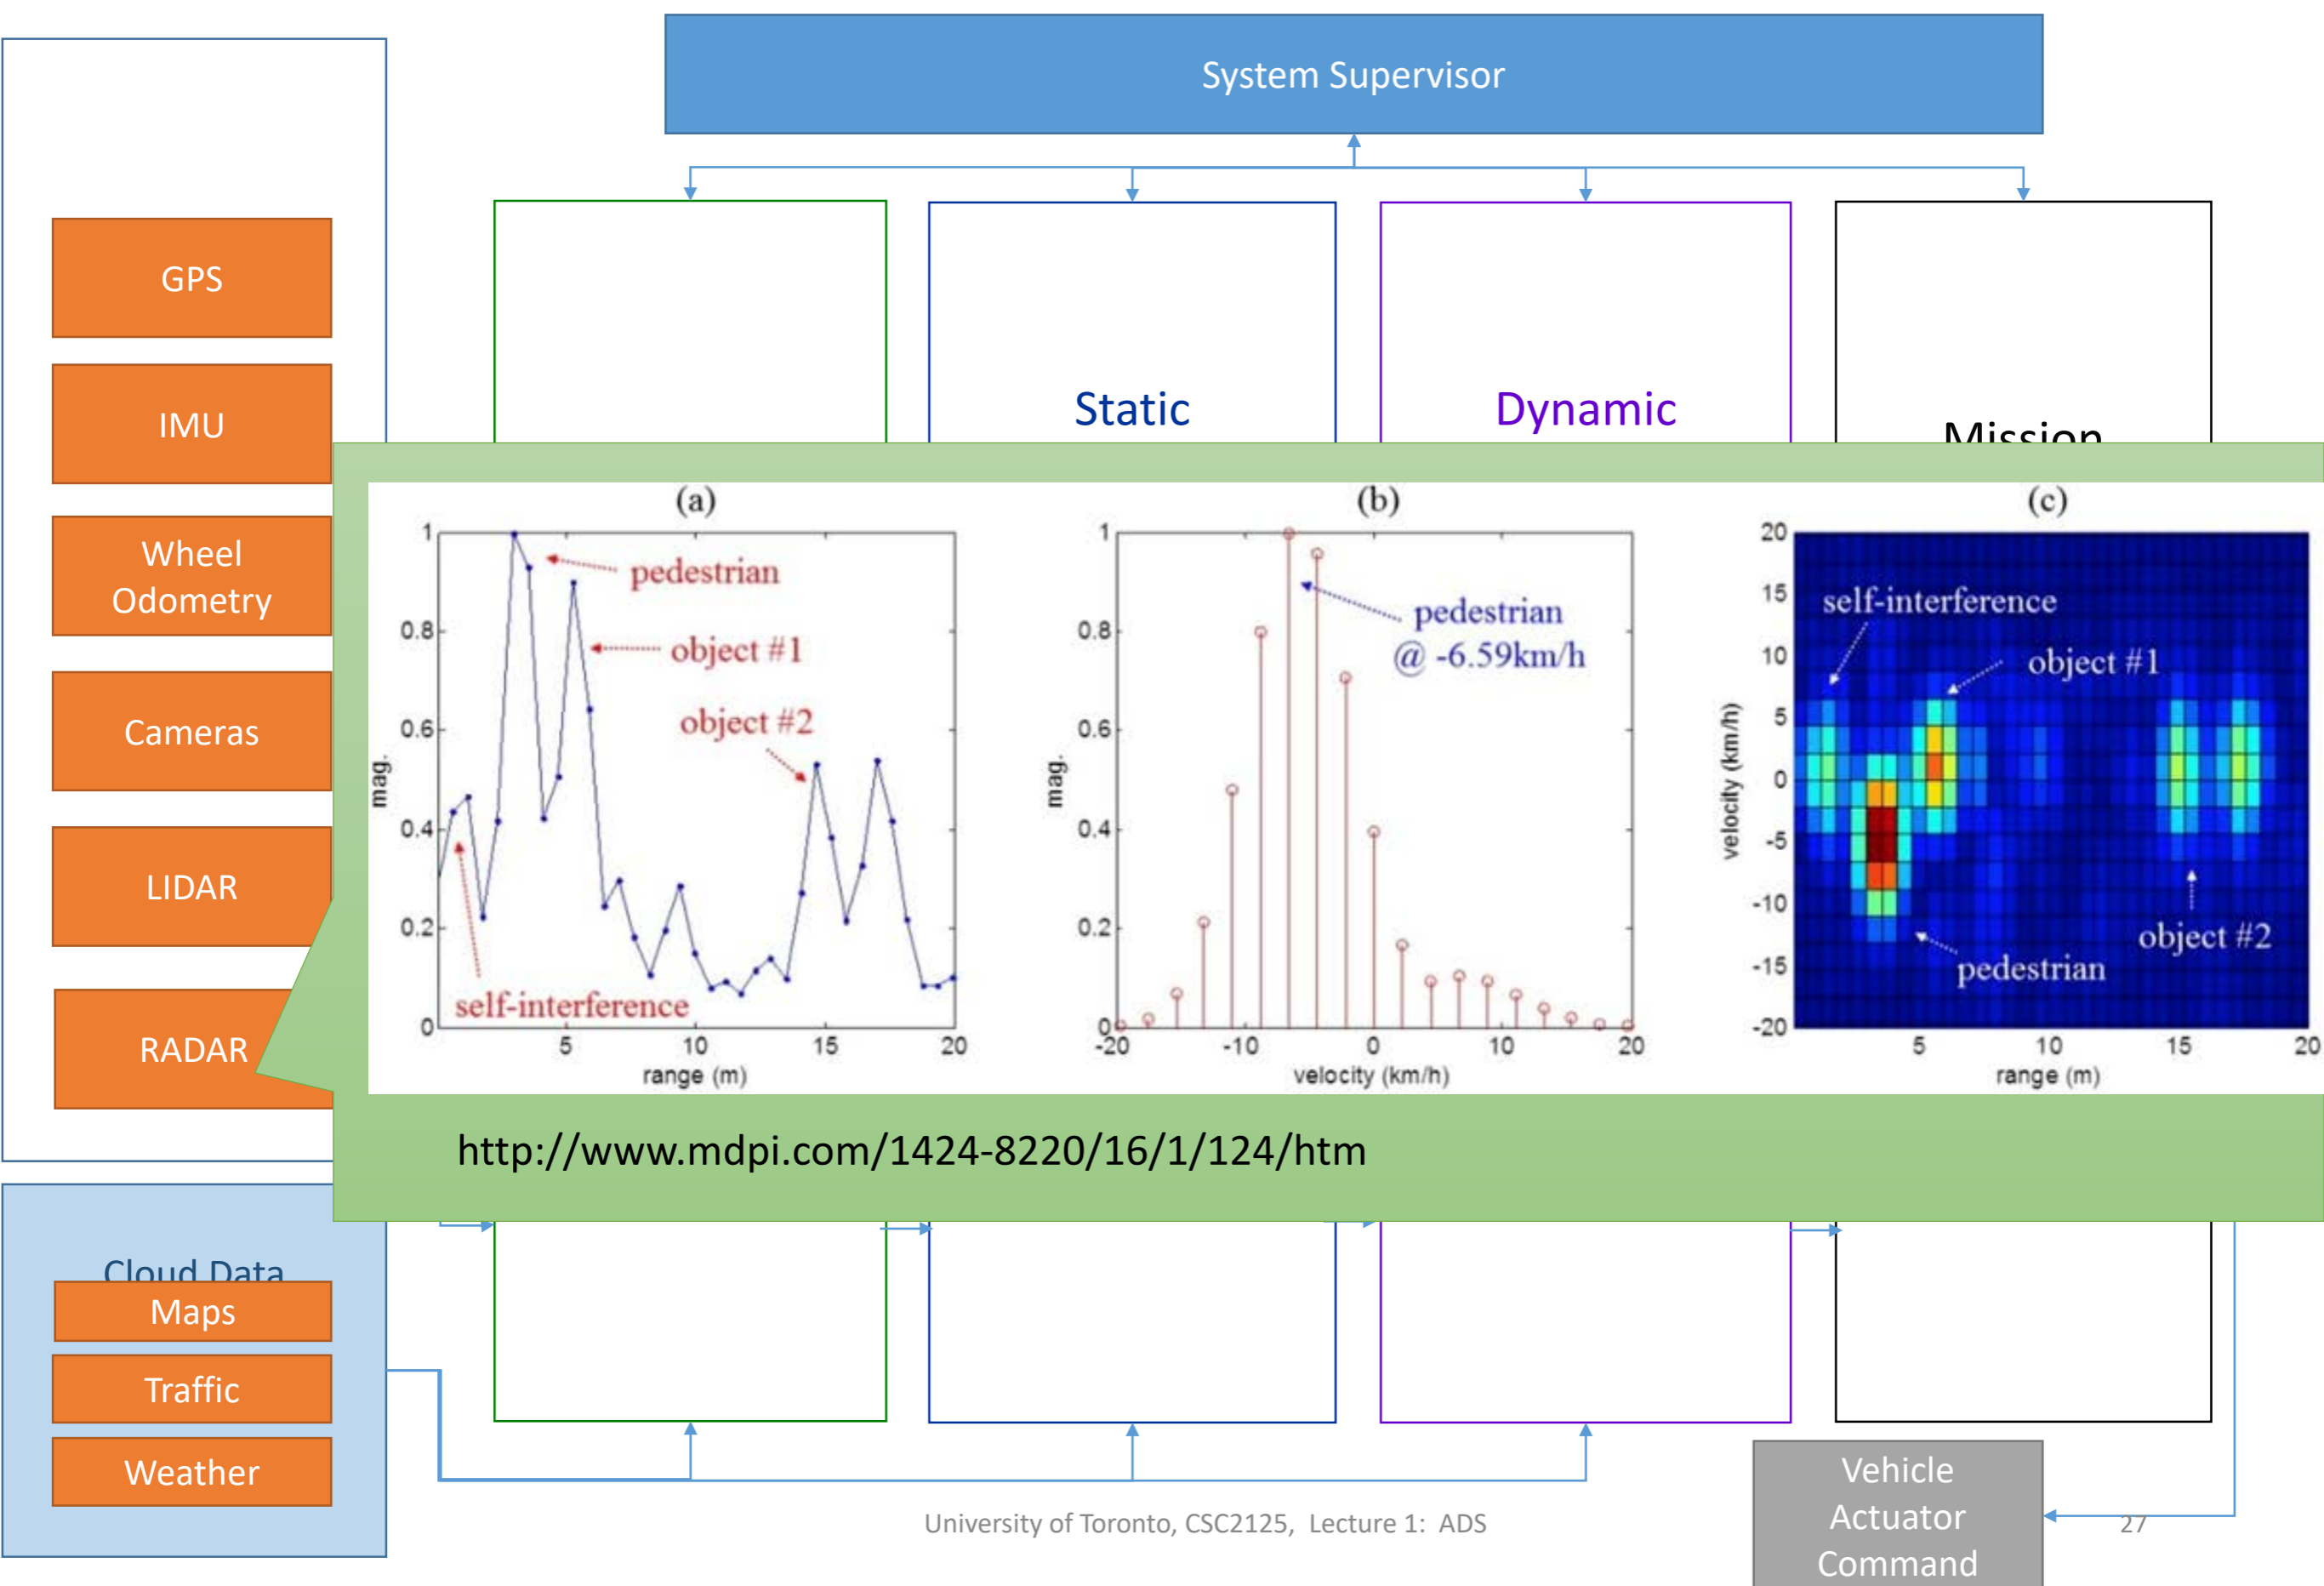 System Supervisor
GPS
IMU
Wheel
Odometry
Cameras
LIDAR
RADAR
Static
Dynamic
Mission
(a)
1
0.8
0.6
0.4
0.2
0
mag.
pedestrian
object #1
object #2
self-interference
5
10
15
20
range (m)
(b)
1
0.8
0.6
0.4
0.2
0
mag.
pedestrian
@ -6.59km/h
-20
-10
0
10
20
velocity (km/h)
(c)
20
15
10
5
0
-5
-10
-15
-20
velocity (km/h)
self-interference
object #1
object #2
pedestrian
5
10
15
20
range (m)
http://www.mdpi.com/1424-8220/16/1/124/htm
Cloud Data
Maps
Traffic
Weather
Vehicle
Actuator
Command
University of Toronto, CSC2125, Lecture 1: ADS
27